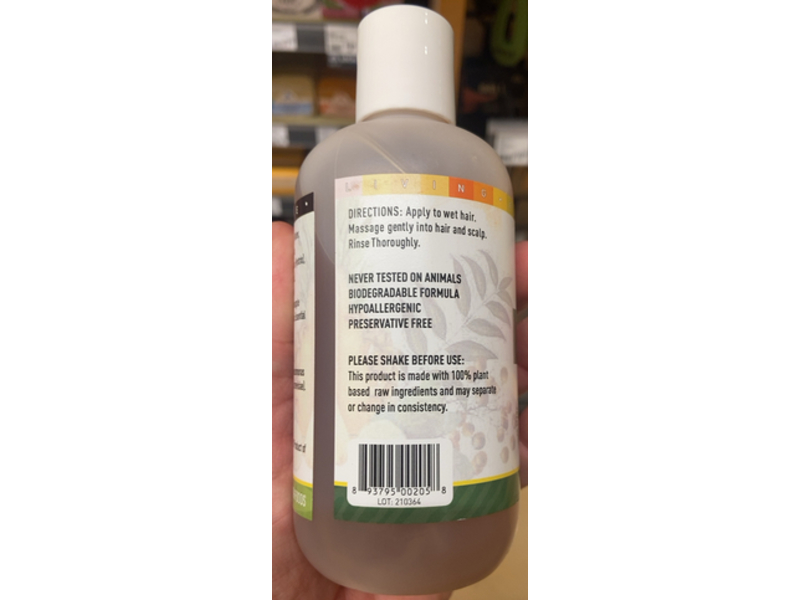 DIRECTIONS: Apply to wet hair.
Massage gently into hair and scalp.
Rinse Thoroughly.
NEVER TESTED ON ANIMALS
BIODEGRADABLE FORMULA
HYPOALLERGENIC
PRESERVATIVE FREE
PLEASE SHAKE BEFORE USE:
This product is made with 100% plant
based raw ingredients and may separate
or change in consistency.
8 93795 00205 8
LOT: 210364